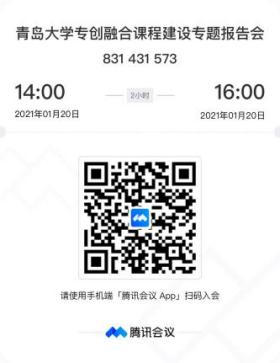 青岛大学专创融合课程建设专题报告会
831 431 573
14:00
2小时
16:00
2021年01月20日
2021年01月20日
请使用手机端「腾讯会议 App」扫码入会
腾讯会议